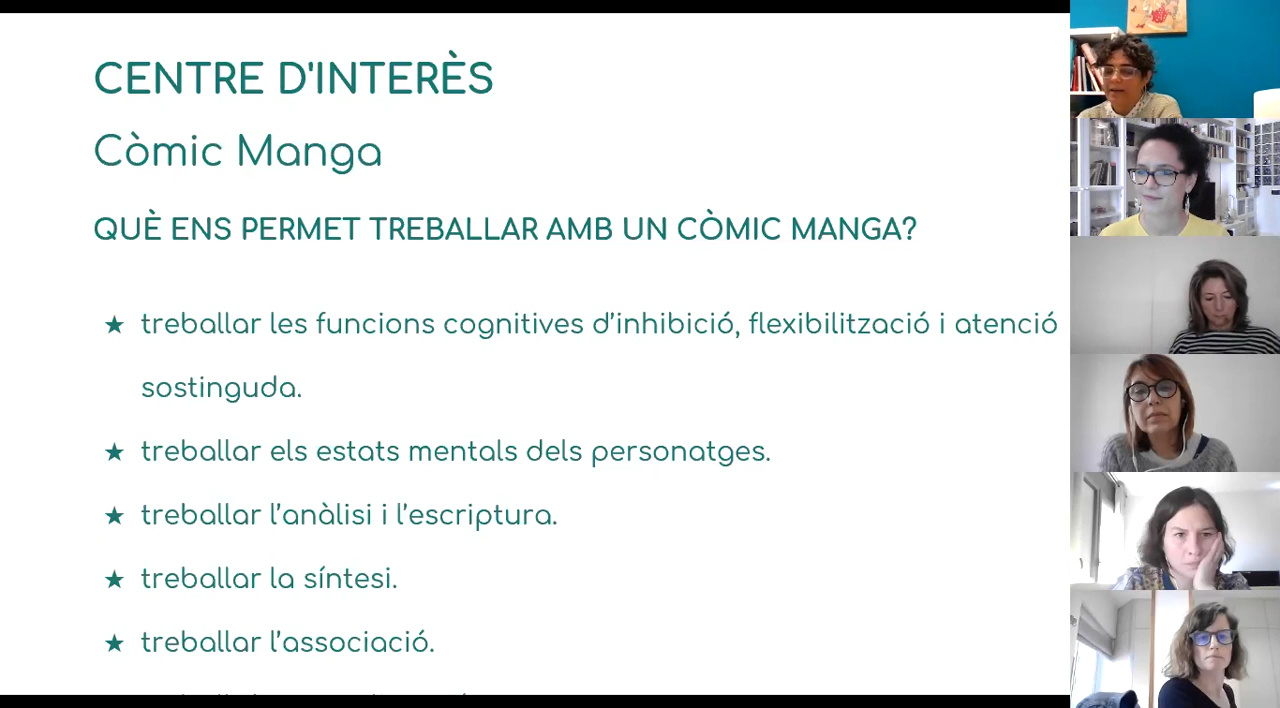 CENTRE D'INTERÈS
Còmic Manga
QUÈ ENS PERMET TREBALLAR AMB UN CÒMIC MANGA?
★ treballar les funcions cognitives d’inhibició, flexibilització i atenció
sostinguda.
★ treballar els estats mentals dels personatges.
★ treballar l’anàlisi i l’escriptura.
★ treballar la síntesi.
★ treballar l’associació.